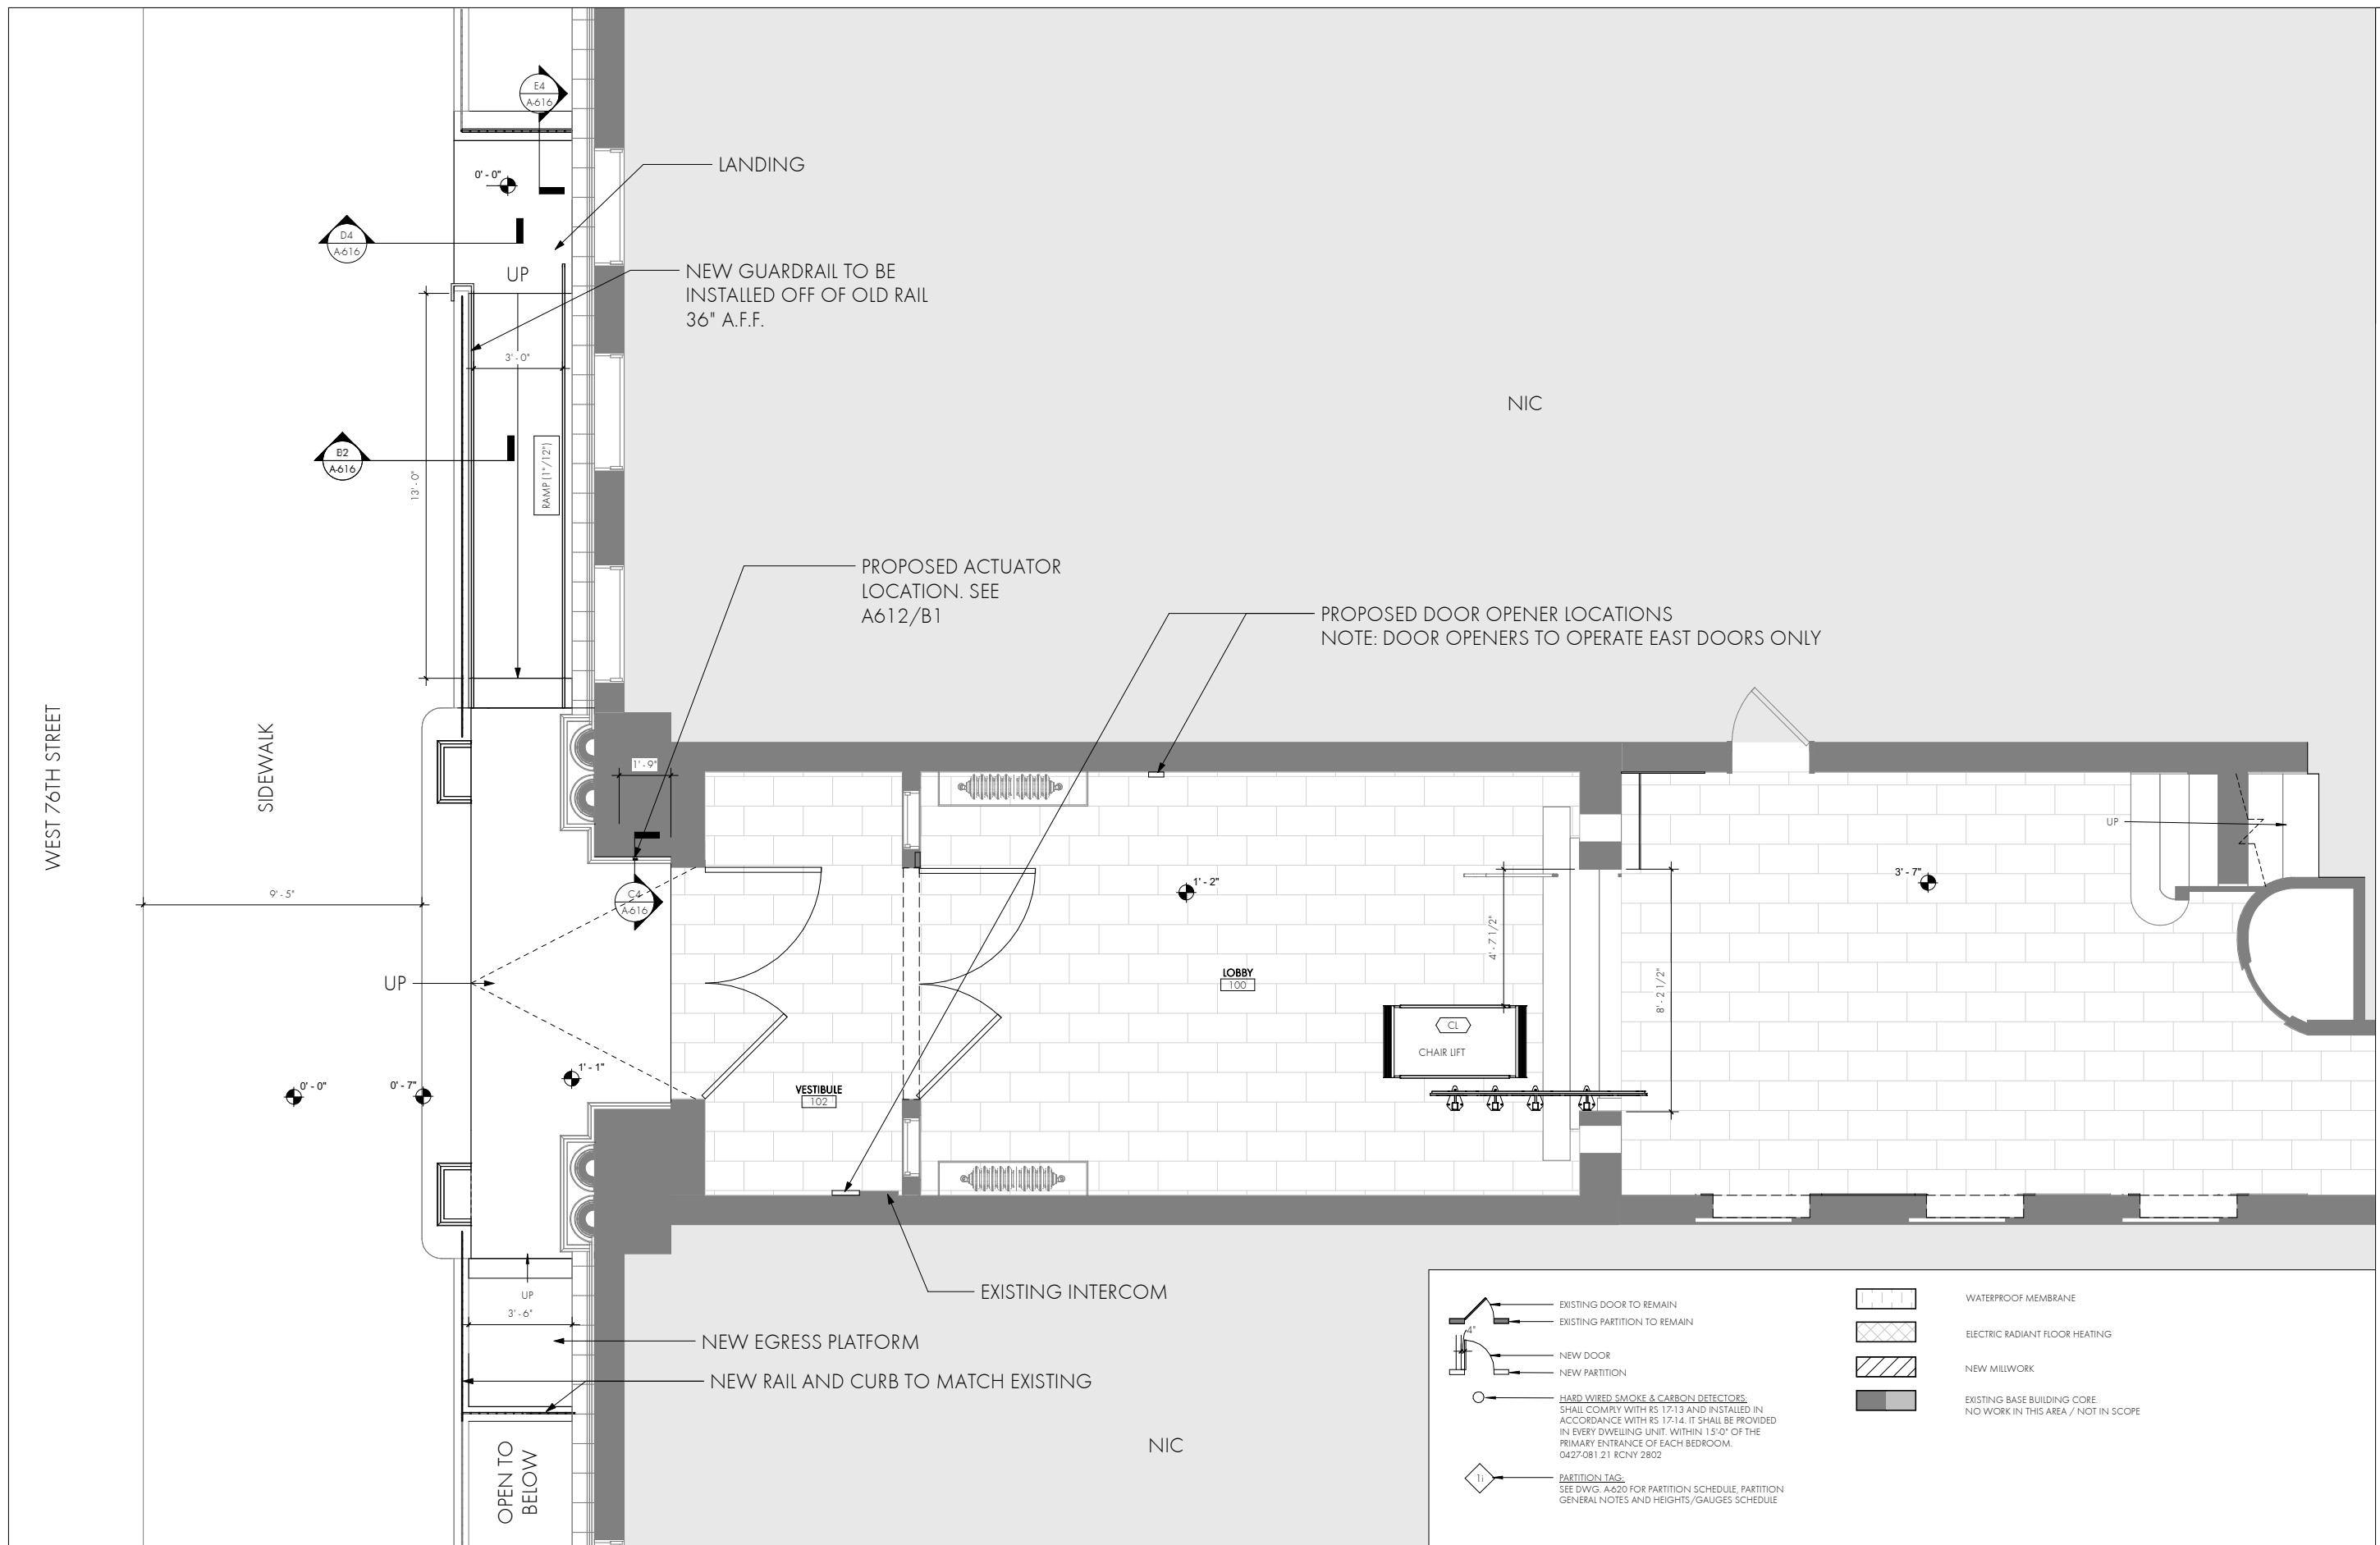 E4
A-616
LANDING
0' - 0"
D4
A-616
UP
NEW GUARDRAIL TO BE
INSTALLED OFF OF OLD RAIL
36" A.F.F.
3' - 0"
NIC
A-616
RAMP (1"/12")
13' - 0"
PROPOSED ACTUATOR
LOCATION. SEE
A612/B1
PROPOSED DOOR OPENER LOCATIONS
NOTE: DOOR OPENERS TO OPERATE EAST DOORS ONLY
WEST 76TH STREET
SIDEWALK
1' - 9"
UP
9' - 5"
C4
A-616
1' - 2"
3' - 7"
4' - 7 1/2"
LOBBY
100
UP
8' - 2 1/2"
CL
CHAIR LIFT
1' - 1"
0' - 0"
0' - 7"
VESTIBULE
102
EXISTING INTERCOM
UP
3' - 6"
NEW EGRESS PLATFORM
NEW RAIL AND CURB TO MATCH EXISTING
OPEN TO
BELOW
NIC
EXISTING DOOR TO REMAIN
EXISTING PARTITION TO REMAIN
4"
NEW DOOR
NEW PARTITION
HARD WIRED SMOKE & CARBON DETECTORS:
SHALL COMPLY WITH RS 17-13 AND INSTALLED IN
ACCORDANCE WITH RS 17-14. IT SHALL BE PROVIDED
IN EVERY DWELLING UNIT. WITHIN 15'-0" OF THE
PRIMARY ENTRANCE OF EACH BEDROOM.
0427-081.21 RCNY 2802
1i
PARTITION TAG:
SEE DWG. A-620 FOR PARTITION SCHEDULE, PARTITION
GENERAL NOTES AND HEIGHTS/GAUGES SCHEDULE
WATERPROOF MEMBRANE
ELECTRIC RADIANT FLOOR HEATING
NEW MILLWORK
EXISTING BASE BUILDING CORE.
NO WORK IN THIS AREA / NOT IN SCOPE